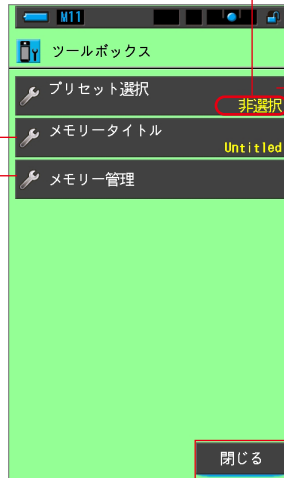 M11
ツールボックス
プリセット選択
非選択
メモリータイトル
Untitled
メモリー管理
閉じる